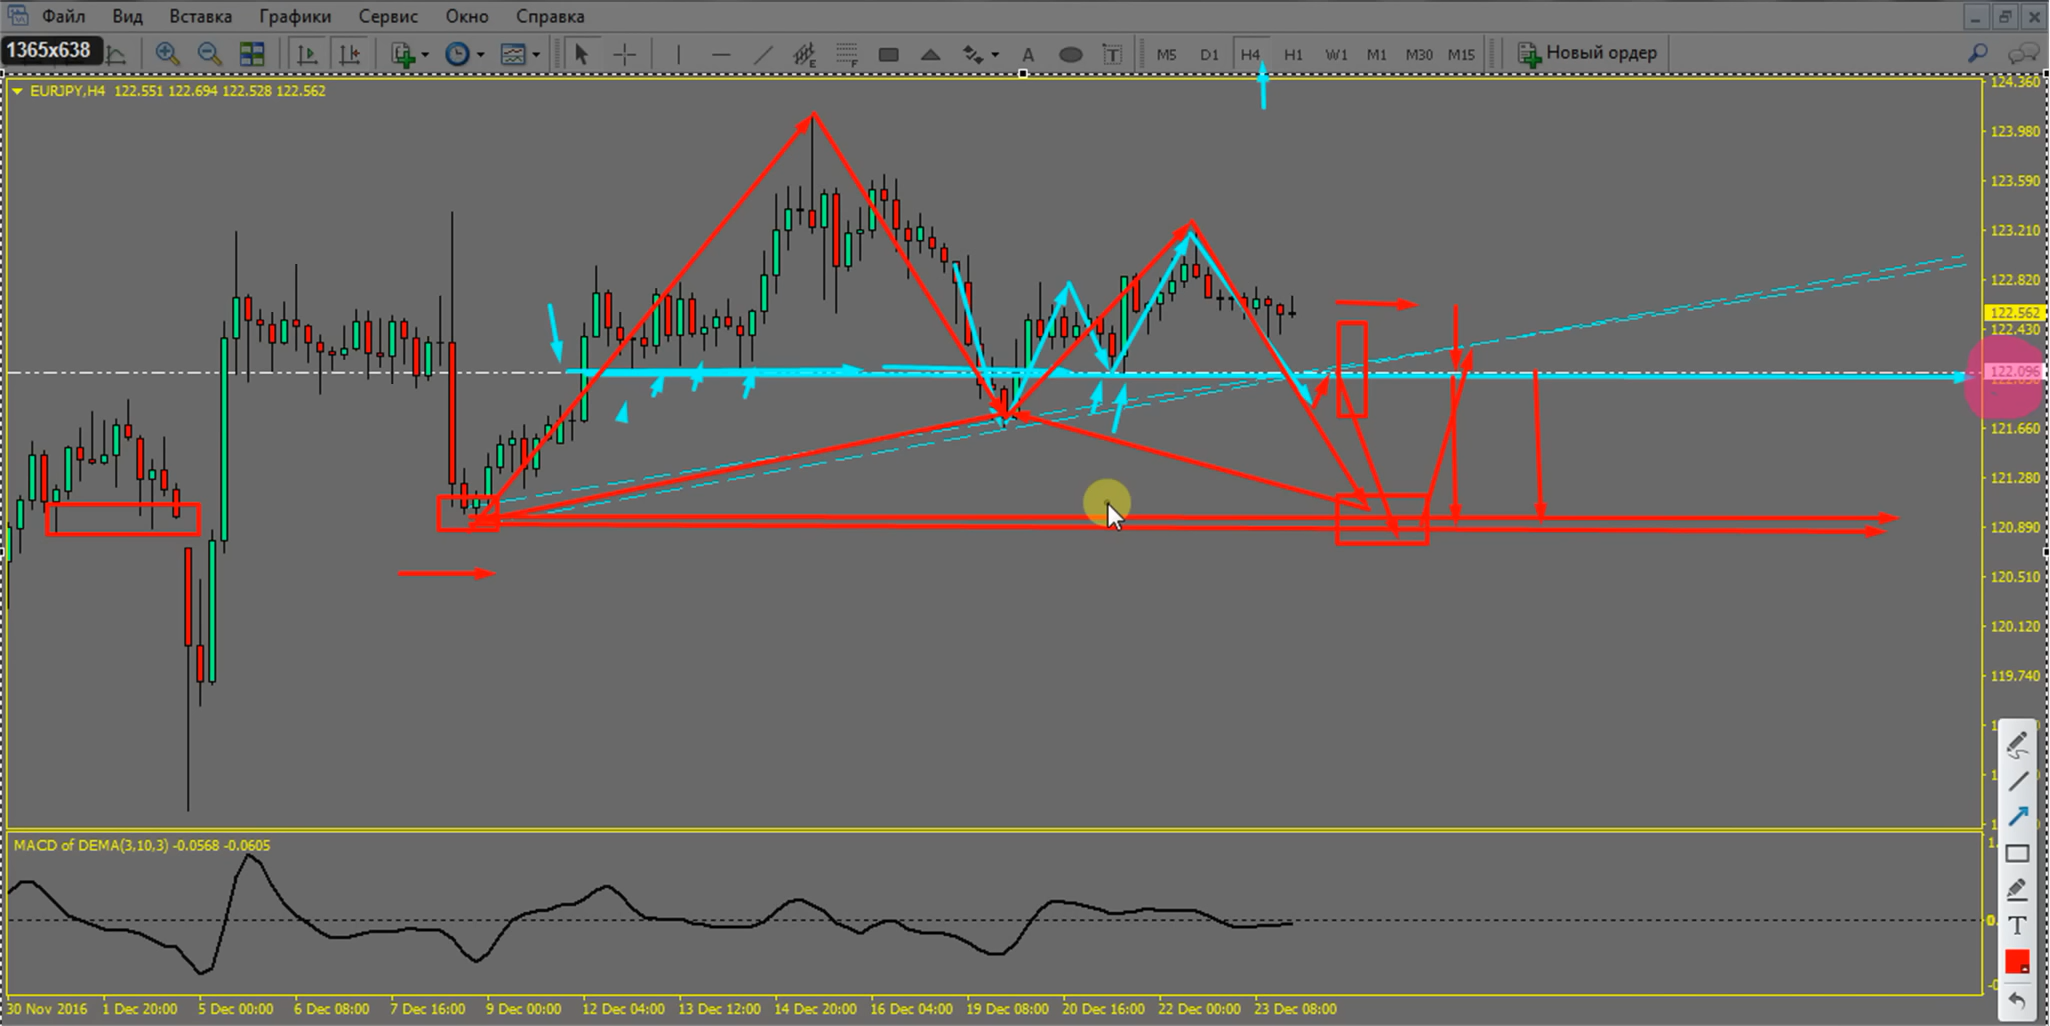 Файл Вид Вставка Графики Сервис Окно Справка
1365x638
A T M5 D1 H4 H1 W1 M1 M30 M15 Новый ордер
EURJPY,H4 122.551 122.694 122.528 122.562
124.360
123.980
123.590
123.210
122.820
122.562
122.430
122.096
121.660
121.280
120.890
120.510
120.120
119.740
MACD of DEMA(3,10,3) -0.0568 -0.0605
T
30 Nov 2016 1 Dec 20:00 5 Dec 00:00 6 Dec 08:00 7 Dec 16:00 9 Dec 00:00 12 Dec 04:00 13 Dec 12:00 14 Dec 20:00 16 Dec 04:00 19 Dec 08:00 20 Dec 16:00 22 Dec 00:00 23 Dec 08:00